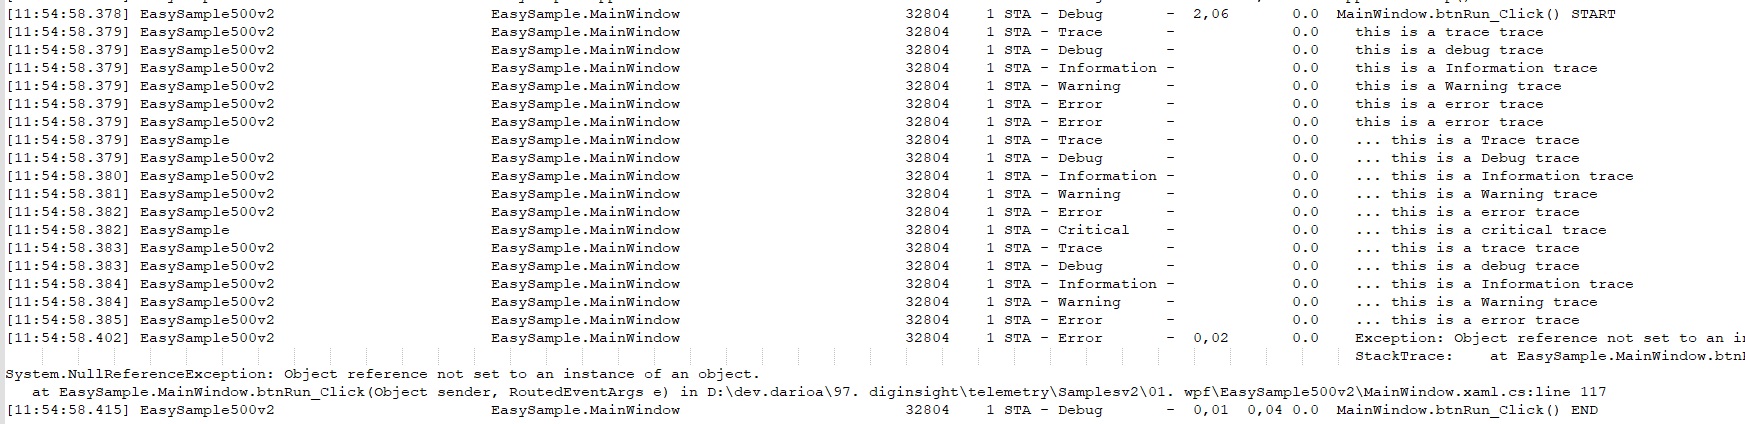 [11:54:58.378] EasySample500v2 EasySample.MainWindow 32804 1 STA - Debug - 2,06 0.0 MainWindow.btnRun_Click() START
[11:54:58.379] EasySample500v2 EasySample.MainWindow 32804 1 STA - Trace - 0.0 this is a trace trace
[11:54:58.379] EasySample500v2 EasySample.MainWindow 32804 1 STA - Debug - 0.0 this is a debug trace
[11:54:58.379] EasySample500v2 EasySample.MainWindow 32804 1 STA - Information - 0.0 this is a Information trace
[11:54:58.379] EasySample500v2 EasySample.MainWindow 32804 1 STA - Warning - 0.0 this is a Warning trace
[11:54:58.379] EasySample500v2 EasySample.MainWindow 32804 1 STA - Error - 0.0 this is a error trace
[11:54:58.379] EasySample500v2 EasySample.MainWindow 32804 1 STA - Error - 0.0 this is a error trace
[11:54:58.379] EasySample EasySample.MainWindow 32804 1 STA - Trace - 0.0 ... this is a Trace trace
[11:54:58.379] EasySample500v2 EasySample.MainWindow 32804 1 STA - Debug - 0.0 ... this is a Debug trace
[11:54:58.380] EasySample500v2 EasySample.MainWindow 32804 1 STA - Information - 0.0 ... this is a Information trace
[11:54:58.381] EasySample500v2 EasySample.MainWindow 32804 1 STA - Warning - 0.0 ... this is a Warning trace
[11:54:58.382] EasySample500v2 EasySample.MainWindow 32804 1 STA - Error - 0.0 ... this is a error trace
[11:54:58.382] EasySample EasySample.MainWindow 32804 1 STA - Critical - 0.0 ... this is a critical trace
[11:54:58.383] EasySample500v2 EasySample.MainWindow 32804 1 STA - Trace - 0.0 ... this is a trace trace
[11:54:58.383] EasySample500v2 EasySample.MainWindow 32804 1 STA - Debug - 0.0 ... this is a debug trace
[11:54:58.384] EasySample500v2 EasySample.MainWindow 32804 1 STA - Information - 0.0 ... this is a Information trace
[11:54:58.384] EasySample500v2 EasySample.MainWindow 32804 1 STA - Warning - 0.0 ... this is a Warning trace
[11:54:58.385] EasySample500v2 EasySample.MainWindow 32804 1 STA - Error - 0.0 ... this is a error trace
[11:54:58.402] EasySample500v2 EasySample.MainWindow 32804 1 STA - Error - 0,02 0.0 Exception: Object reference not set to an
StackTrace: at EasySample.MainWindow.btn
System.NullReferenceException: Object reference not set to an instance of an object.
at EasySample.MainWindow.btnRun_Click(Object sender, RoutedEventArgs e) in D:\dev.darioa\97. diginsight\telemetry\Samplesv2\01. wpf\EasySample500v2\MainWindow.xaml.cs:line 117
[11:54:58.415] EasySample500v2 EasySample.MainWindow 32804 1 STA - Debug - 0,01 0,04 0.0 MainWindow.btnRun_Click() END